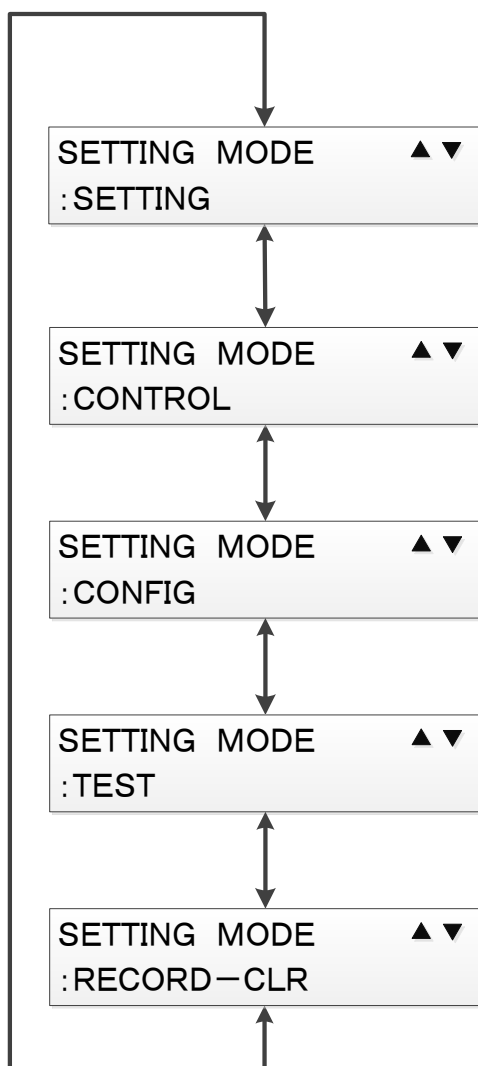 SETTING MODE ▲ ▼
:SETTING
SETTING MODE ▲ ▼
:CONTROL
SETTING MODE ▲ ▼
:CONFIG
SETTING MODE ▲ ▼
:TEST
SETTING MODE ▲ ▼
:RECORD－CLR